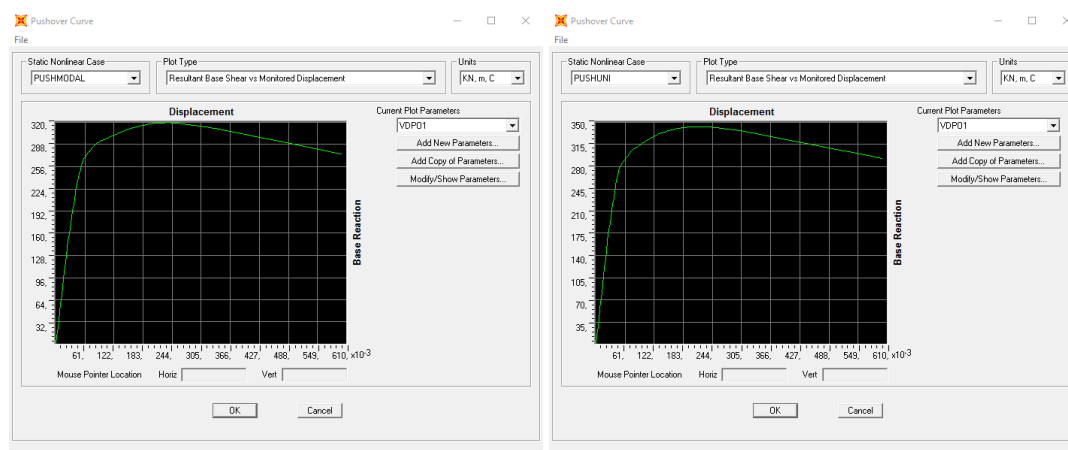 Pushover Curve
File
Static Nonlinear Case
PUSHMODAL
Plot Type
Resultant Base Shear vs Monitored Displacement
Units
KN, m, C
Displacement
320,
288,
256,
224,
192,
160,
128,
96,
64,
32,
61, 122, 183, 244, 305, 366, 427, 488, 549, 610, x10-3
Base Reaction
Current Plot Parameters
VDPO1
Add New Parameters...
Add Copy of Parameters...
Modify/Show Parameters...
Mouse Pointer Location Horiz Vert
OK Cancel
Pushover Curve
File
Static Nonlinear Case
PUSHUNI
Plot Type
Resultant Base Shear vs Monitored Displacement
Units
KN, m, C
Displacement
350,
315,
280,
245,
210,
175,
140,
105,
70,
35,
61, 122, 183, 244, 305, 366, 427, 488, 549, 610, x10-3
Base Reaction
Current Plot Parameters
VDPO1
Add New Parameters...
Add Copy of Parameters...
Modify/Show Parameters...
Mouse Pointer Location Horiz Vert
OK Cancel